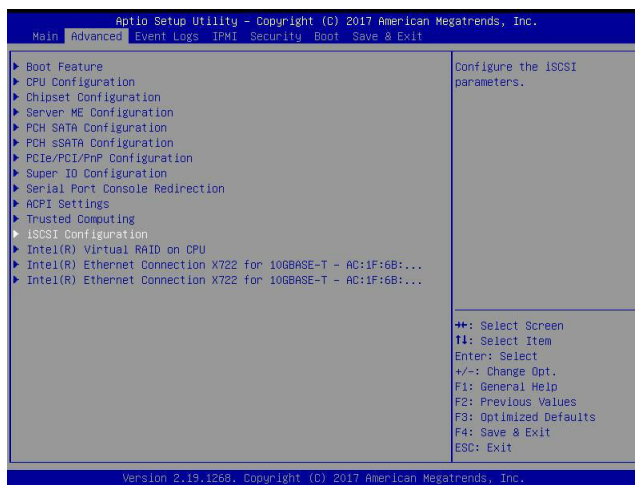 Aptio Setup Utility – Copyright (C) 2017 American Megatrends, Inc.
Main Advanced Event Logs IPMI Security Boot Save & Exit
Boot Feature
CPU Configuration
Chipset Configuration
Server ME Configuration
PCH SATA Configuration
PCH sSATA Configuration
PCIe/PCI/PnP Configuration
Super IO Configuration
Serial Port Console Redirection
ACPI Settings
Trusted Computing
iSCSI Configuration
Intel(R) Virtual RAID on CPU
Intel(R) Ethernet Connection X722 for 10GBASE-T - AC:1F:6B:...
Intel(R) Ethernet Connection X722 for 10GBASE-T - AC:1F:6B:...
Configure the iSCSI
parameters.
→←: Select Screen
↑↓: Select Item
Enter: Select
+/-: Change Opt.
F1: General Help
F2: Previous Values
F3: Optimized Defaults
F4: Save & Exit
ESC: Exit
Version 2.19.1268. Copyright (C) 2017 American Megatrends, Inc.